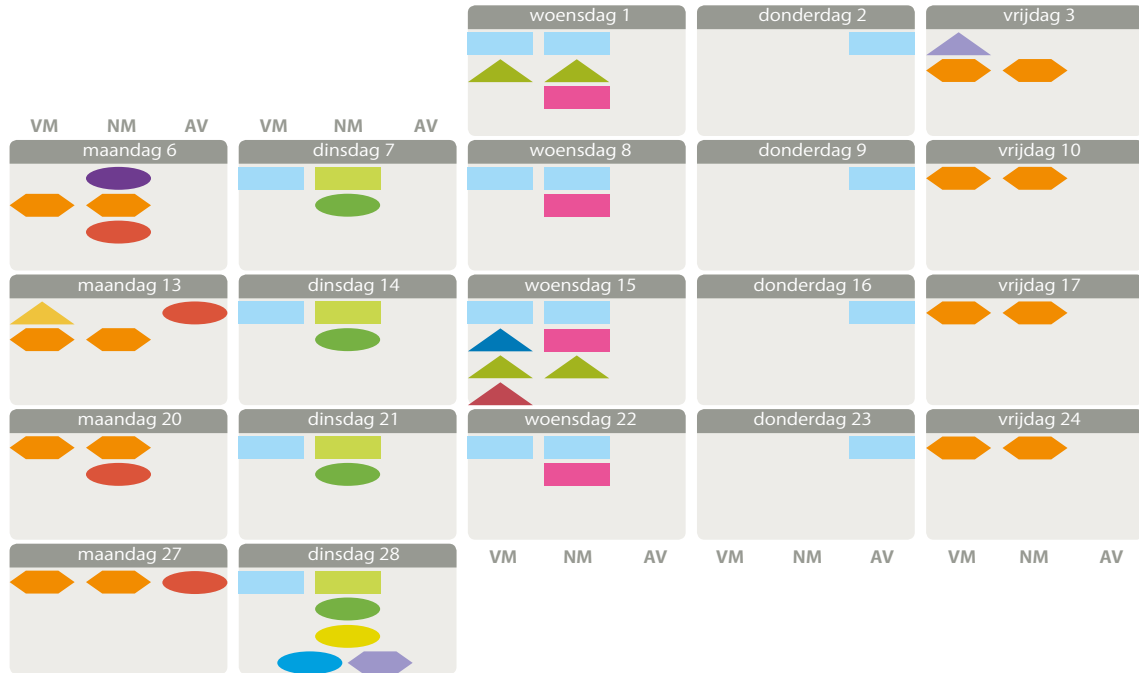 woensdag 1 donderdag 2 vrijdag 3
VM NM AV VM NM AV
maandag 6 dinsdag 7 woensdag 8 donderdag 9 vrijdag 10
maandag 13 dinsdag 14 woensdag 15 donderdag 16 vrijdag 17
maandag 20 dinsdag 21 woensdag 22 donderdag 23 vrijdag 24
maandag 27 dinsdag 28 VM NM AV VM NM AV VM NM AV